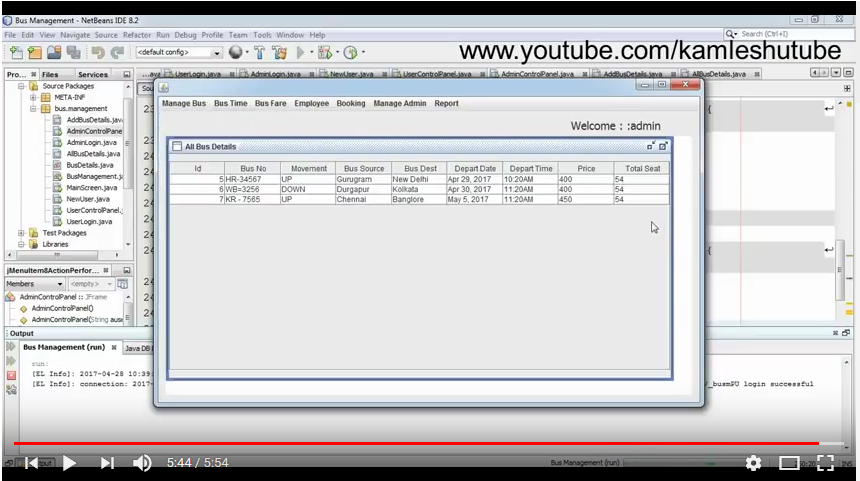 Bus Management - NetBeans IDE 8.2
File Edit View Navigate Source Refactor Run Debug Profile Team Tools Window Help
Search (Ctrl+I)
<default config>
www.youtube.com/kamleshutube
Pro... Files Services
UserLogin.java AdminLogin.java NewUser.java UserControlPanel.java AdminControlPanel.java AddBusDetails.java AllBusDetails.java
Source Packages
META-INF
bus.management
AddBusDetails.java
AdminControlPane
AdminLogin.java
AllBusDetails.java
BusDetails.java
BusManagement.ja
MainScreen.java
NewUser.java
UserControlPanel.j
UserLogin.java
Test Packages
Libraries
Manage Bus Bus Time Bus Fare Employee Booking Manage Admin Report
Welcome : :admin
All Bus Details
Id Bus No Movement Bus Source Bus Dest Depart Date Depart Time Price Total Seat
5 HR-34567 UP Gurugram New Delhi Apr 29, 2017 10:20AM 400 54
6 WB=3256 DOWN Durgapur Kolkata Apr 30, 2017 11:20AM 400 54
7 KR - 7565 UP Chennai Banglore May 5, 2017 11:20AM 450 54
jMenuItem8ActionPerfor...
Members <empty>
AdminControlPanel :: JFrame
AdminControlPanel()
AdminControlPanel(String ause
Output
Bus Management (run) Java DB
run:
[EL Info]: 2017-04-28 10:39:
[EL Info]: connection: 2017- _busmPU login successful
5:44 / 5:54
Bus Management (run)
INS